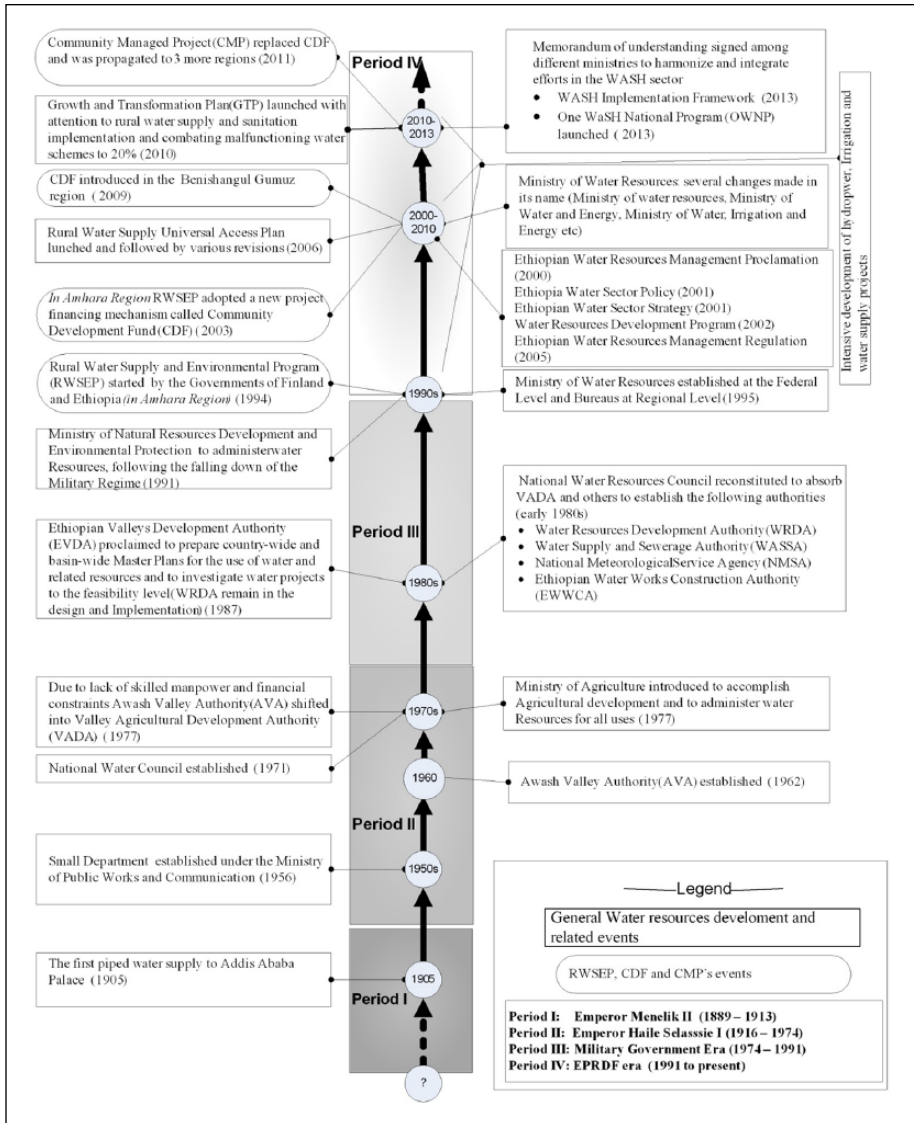 Community Managed Project(CMP) replaced CDF
and was propagated to 3 more regions (2011)
Growth and Transformation Plan(GTP) launched with
attention to rural water supply and sanitation
implementation and combating malfunctioning water
schemes to 20% (2010)
CDF introduced in the Benishangul Gumuz
region ( 2009)
Rural Water Supply Universal Access Plan
lunched and followed by various revisions (2006)
In Amhara Region RWSEP adopted a new project
financing mechanism called Community
Development Fund (CDF) (2003)
Rural Water Supply and Environmental Program
(RWSEP) started by the Governments of Finland
and Ethiopia (in Amhara Region) (1994)
Ministry of Natural Resources Development and
Environmental Protection to administerwater
Resources, following the falling down of the
Military Regime (1991)
Ethiopian Valleys Development Authority
(EVDA) proclaimed to prepare country-wide and
basin-wide Master Plans for the use of water and
related resources and to investigate water projects
to the feasibility level(WRDA remain in the
design and Implementation) (1987)
Due to lack of skilled manpower and financial
constraints Awash Valley Authority(AVA) shifted
into Valley Agricultural Development Authority
(VADA) (1977)
National Water Council established (1971)
Small Department established under the Ministry
of Public Works and Communication (1956)
The first piped water supply to Addis Ababa
Palace (1905)
Period IV
2010-
2013
2000-
2010
1990s
Period III
1980s
1970s
1960
Period II
1950s
1905
Period I
?
Memorandum of understanding signed among
different ministries to harmonize and integrate
efforts in the WASH sector
• WASH Implementation Framework (2013)
• One WaSH National Program (OWNP)
launched ( 2013)
Ministry of Water Resources: several changes made in
its name (Ministry of water resources, Ministry of
Water and Energy, Ministry of Water, Irrigation and
Energy etc)
Ethiopian Water Resources Management Proclamation
(2000)
Ethiopia Water Sector Policy (2001)
Ethiopian Water Sector Strategy (2001)
Water Resources Development Program (2002)
Ethiopian Water Resources Management Regulation
(2005)
Intensive development of hydropwer, Irrigation and
water supply projects
Ministry of Water Resources established at the Federal
Level and Bureaus at Regional Level(1995)
National Water Resources Council reconstituted to absorb
VADA and others to establish the following authorities
(early 1980s)
• Water Resources Development Authority(WRDA)
• Water Supply and Sewerage Authority (WASSA)
• National MeteorologicalService Agency (NMSA)
• Ethiopian Water Works Construction Authority
(EWWCA)
Ministry of Agriculture introduced to accomplish
Agricultural development and to administer water
Resources for all uses (1977)
Awash Valley Authority(AVA) established (1962)
Legend
General Water resources develoment and
related events
RWSEP, CDF and CMP's events
Period I: Emperor Menelik II (1889 – 1913)
Period II: Emperor Haile Selasssie I (1916 – 1974)
Period III: Military Government Era (1974 – 1991)
Period IV: EPRDF era (1991 to present)